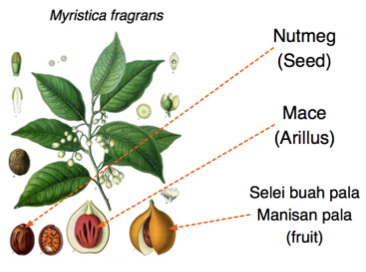 Myristica fragrans
Nutmeg
(Seed)
Mace
(Arillus)
Selei buah pala
Manisan pala
(fruit)